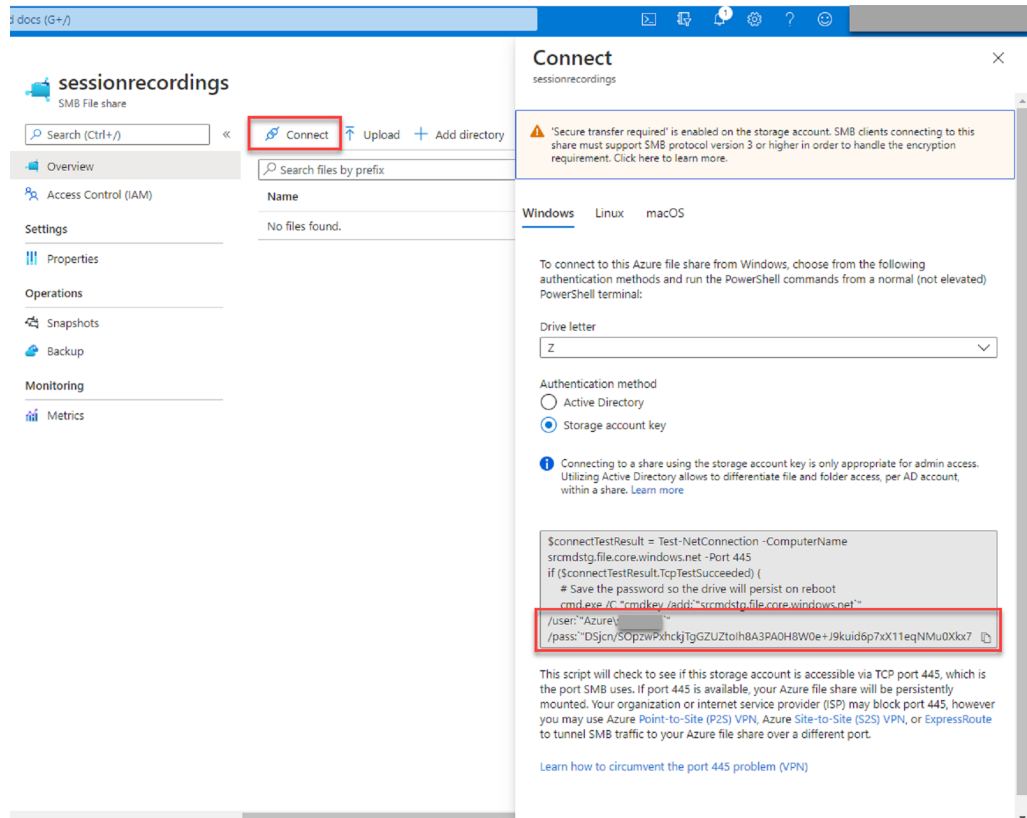 d docs (G+/)
1
sessionrecordings
SMB File share
Search (Ctrl+/)
«
Overview
Access Control (IAM)
Settings
Properties
Operations
Snapshots
Backup
Monitoring
Metrics
Connect
Upload
Add directory
Search files by prefix
Name
No files found.
Connect
sessionrecordings
'Secure transfer required' is enabled on the storage account. SMB clients connecting to this
share must support SMB protocol version 3 or higher in order to handle the encryption
requirement. Click here to learn more.
Windows
Linux
macOS
To connect to this Azure file share from Windows, choose from the following
authentication methods and run the PowerShell commands from a normal (not elevated)
PowerShell terminal:
Drive letter
Z
Authentication method
Active Directory
Storage account key
Connecting to a share using the storage account key is only appropriate for admin access.
Utilizing Active Directory allows to differentiate file and folder access, per AD account,
within a share. Learn more
$connectTestResult = Test-NetConnection -ComputerName
srcmdstg.file.core.windows.net -Port 445
if ($connectTestResult.TcpTestSucceeded) {
# Save the password so the drive will persist on reboot
cmd.exe /C "cmdkey /add:`"srcmdstg.file.core.windows.net`"
/user:`"Azure\ `"
/pass:`"DSjcn/SOpzwPxhckjTgGZUZtoIh8A3PA0H8W0e+J9kuid6p7xX11eqNMu0Xkx7
This script will check to see if this storage account is accessible via TCP port 445, which is
the port SMB uses. If port 445 is available, your Azure file share will be persistently
mounted. Your organization or internet service provider (ISP) may block port 445, however
you may use Azure Point-to-Site (P2S) VPN, Azure Site-to-Site (S2S) VPN, or ExpressRoute
to tunnel SMB traffic to your Azure file share over a different port.
Learn how to circumvent the port 445 problem (VPN)